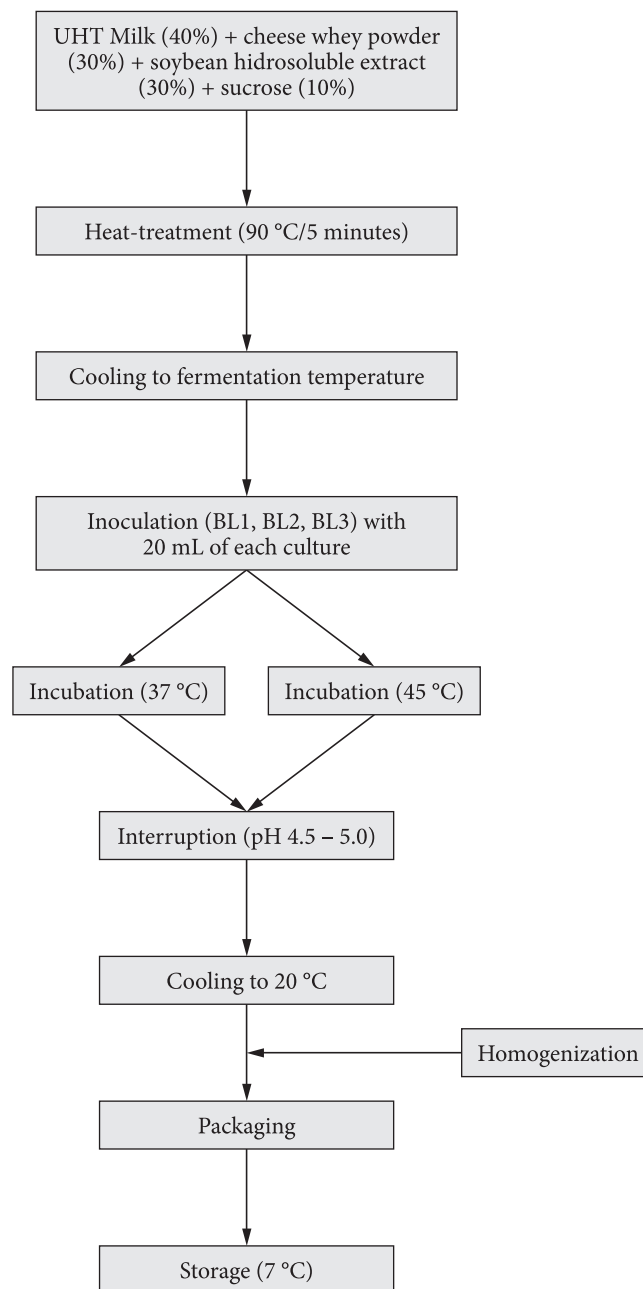 UHT Milk (40%) + cheese whey powder
(30%) + soybean hidrosoluble extract
(30%) + sucrose (10%)
Heat-treatment (90 °C/5 minutes)
Cooling to fermentation temperature
Inoculation (BL1, BL2, BL3) with
20 mL of each culture
Incubation (37 °C)
Incubation (45 °C)
Interruption (pH 4.5 – 5.0)
Cooling to 20 °C
Homogenization
Packaging
Storage (7 °C)